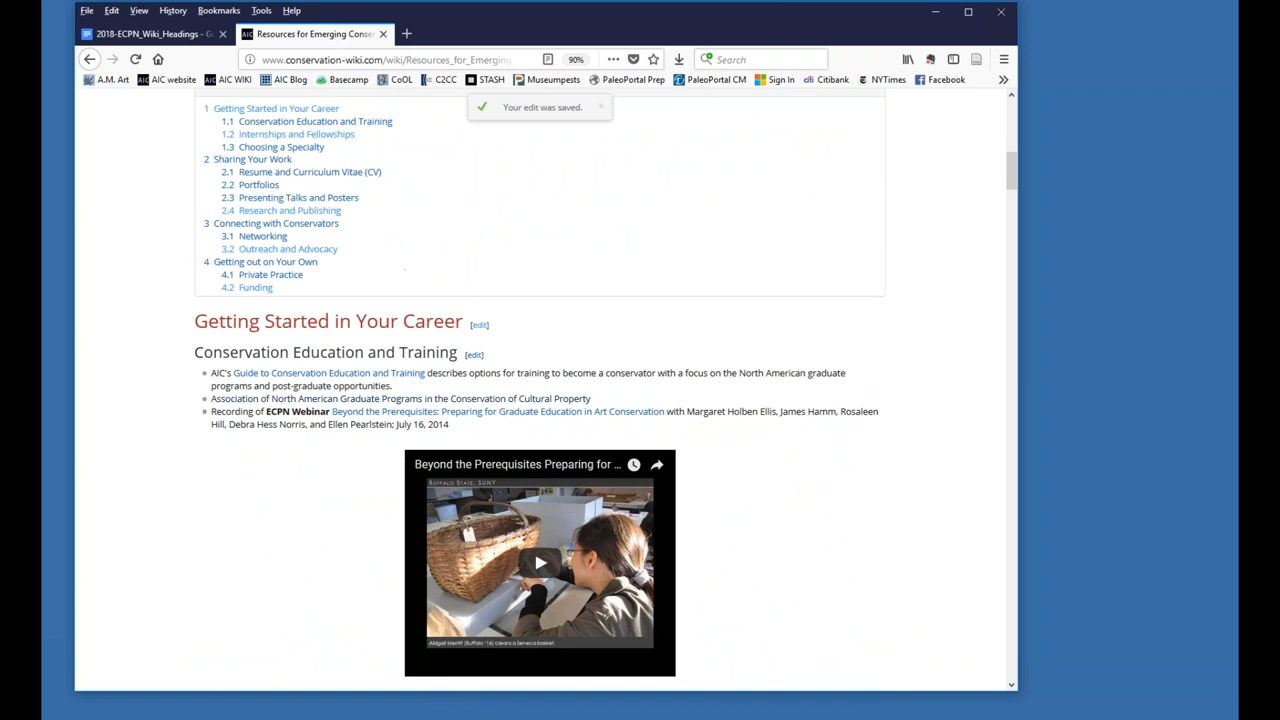 File Edit View History Bookmarks Tools Help
2018-ECPN_Wiki_Headings - G
Resources for Emerging Conse
www.conservation-wiki.com/wiki/Resources_for_Emerging_ 90% Search
A.M. Art AIC website AIC WIKI AIC Blog Basecamp CoOL C2CC STASH Museumpests PaleoPortal Prep PaleoPortal CM Sign In Citibank NYTimes Facebook
Your edit was saved.
1 Getting Started in Your Career
1.1 Conservation Education and Training
1.2 Internships and Fellowships
1.3 Choosing a Specialty
2 Sharing Your Work
2.1 Resume and Curriculum Vitae (CV)
2.2 Portfolios
2.3 Presenting Talks and Posters
2.4 Research and Publishing
3 Connecting with Conservators
3.1 Networking
3.2 Outreach and Advocacy
4 Getting out on Your Own
4.1 Private Practice
4.2 Funding
Getting Started in Your Career [edit]
Conservation Education and Training [edit]
AIC's Guide to Conservation Education and Training describes options for training to become a conservator with a focus on the North American graduate
programs and post-graduate opportunities.
Association of North American Graduate Programs in the Conservation of Cultural Property
Recording of ECPN Webinar Beyond the Prerequisites: Preparing for Graduate Education in Art Conservation with Margaret Holben Ellis, James Hamm, Rosaleen
Hill, Debra Hess Norris, and Ellen Pearlstein; July 16, 2014
Beyond the Prerequisites Preparing for ...
BUFFALO STATE, SUNY
(Buffalo '14) cleans a Seneca basket.